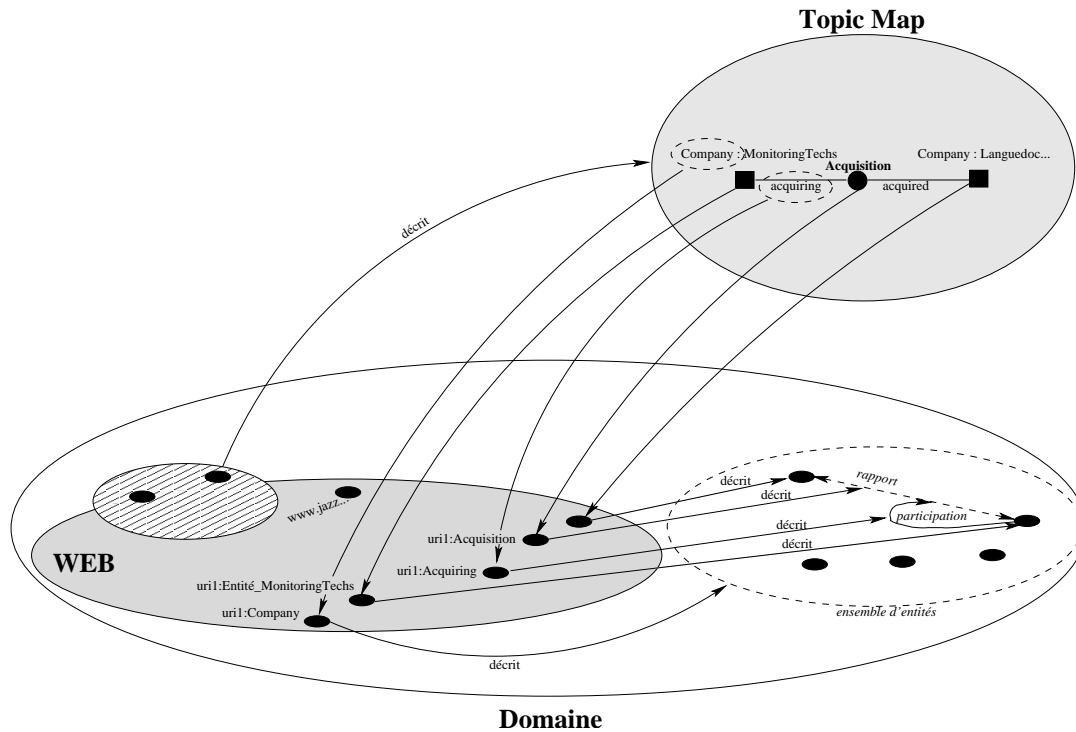 Topic Map
Company : MonitoringTechs
Company : Languedoc...
Acquisition
acquiring
acquired
décrit
www.jazz...
WEB
uri1:Acquisition
uri1:Acquiring
uri1:Entité_MonitoringTechs
uri1:Company
décrit
décrit
décrit
décrit
décrit
rapport
participation
ensemble d'entités
Domaine